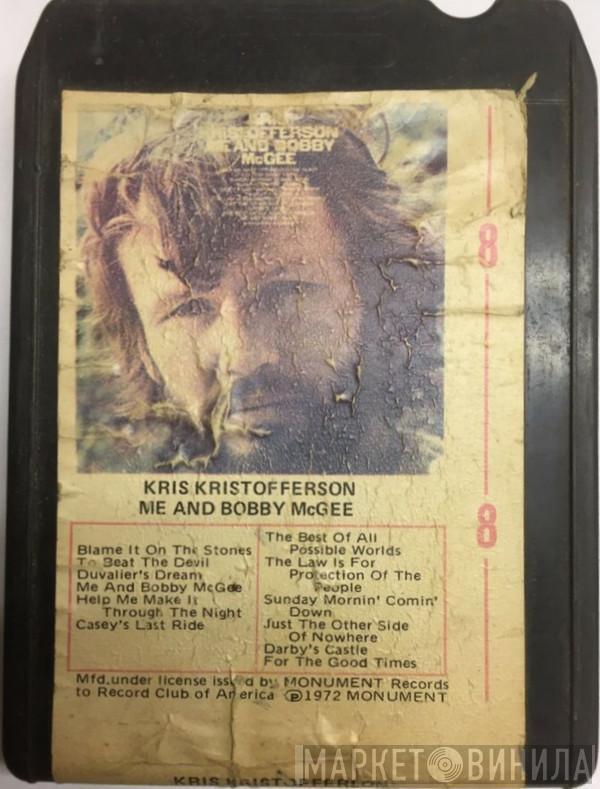 KRIS
KRISTOFFERSON
ME AND BOBBY
McGEE
8
KRIS KRISTOFFERSON
ME AND BOBBY McGEE
Blame It On The Stones
To Beat The Devil
Duvalier's Dream
Me And Bobby McGee
Help Me Make It
Through The Night
Casey's Last Ride
The Best Of All
Possible Worlds
The Law Is For
Protection Of The
People
Sunday Mornin' Comin'
Down
Just The Other Side
Of Nowhere
Darby's Castle
For The Good Times
8
Mfd. under license issued by MONUMENT Records
to Record Club of America ℗1972 MONUMENT
KRIS KRISTOFFERSON
МАРКЕТ ВИНИЛА